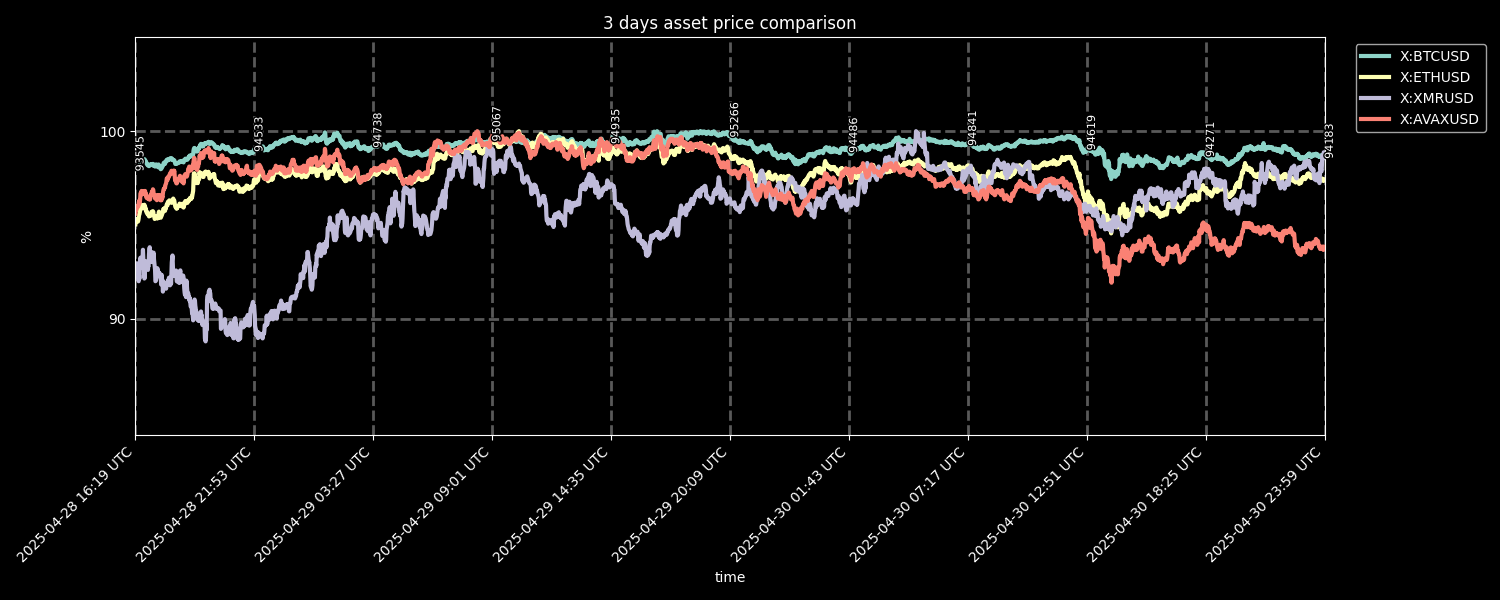 3 days asset price comparison
X:BTCUSD
X:ETHUSD
X:XMRUSD
X:AVAXUSD
100
90
%
93545
94533
94738
95067
94935
95266
94486
94841
94619
94271
94183
2025-04-28 16:19 UTC
2025-04-28 21:53 UTC
2025-04-29 03:27 UTC
2025-04-29 09:01 UTC
2025-04-29 14:35 UTC
2025-04-29 20:09 UTC
2025-04-30 01:43 UTC
2025-04-30 07:17 UTC
2025-04-30 12:51 UTC
2025-04-30 18:25 UTC
2025-04-30 23:59 UTC
time